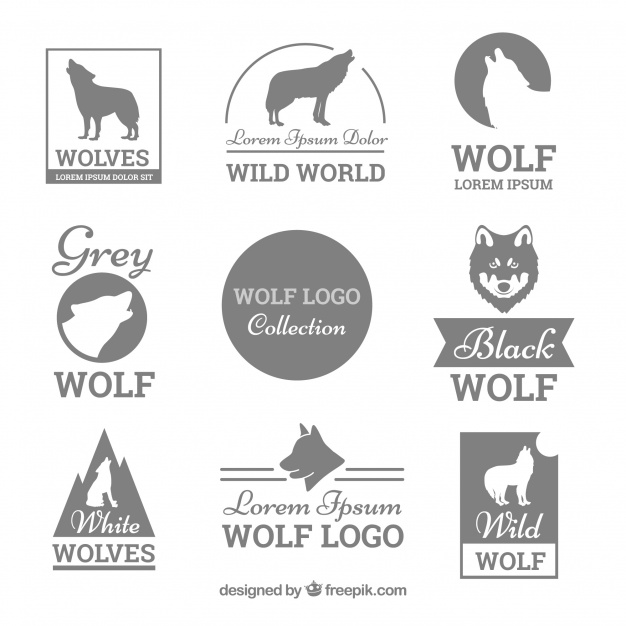 WOLVES
LOREM IPSUM DOLOR SIT
Lorem Ipsum Dolor
WILD WORLD
WOLF
LOREM IPSUM
Grey
WOLF
WOLF LOGO
Collection
Black
WOLF
White
WOLVES
Lorem Ipsum
WOLF LOGO
Wild
WOLF
designed by freepik.com